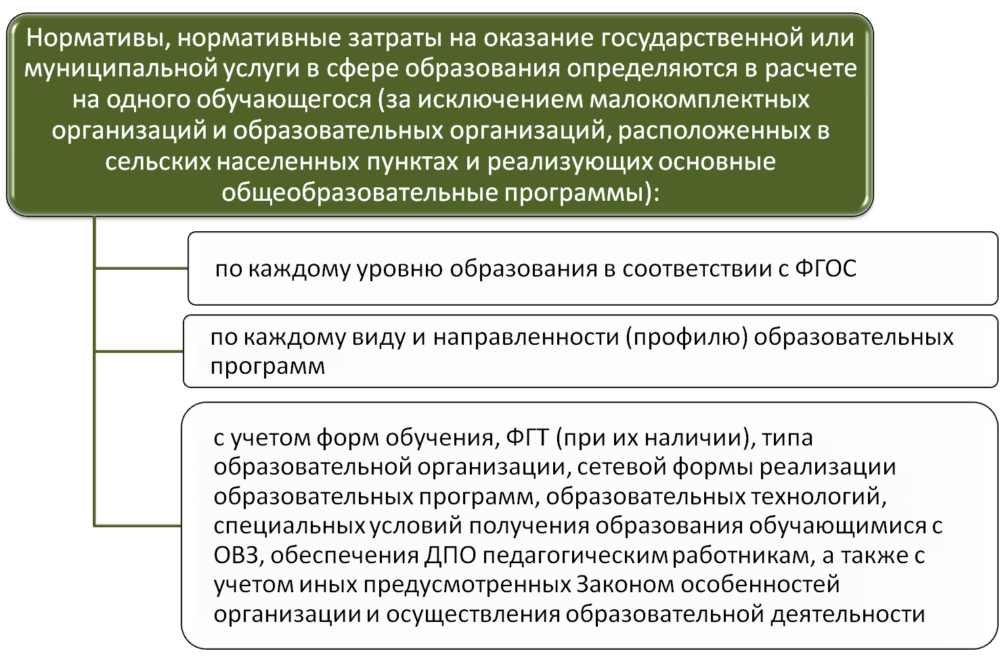 Нормативы, нормативные затраты на оказание государственной или
муниципальной услуги в сфере образования определяются в расчете
на одного обучающегося (за исключением малокомплектных
организаций и образовательных организаций, расположенных в
сельских населенных пунктах и реализующих основные
общеобразовательные программы):
по каждому уровню образования в соответствии с ФГОС
по каждому виду и направленности (профилю) образовательных
программ
с учетом форм обучения, ФГТ (при их наличии), типа
образовательной организации, сетевой формы реализации
образовательных программ, образовательных технологий,
специальных условий получения образования обучающимися с
ОВЗ, обеспечения ДПО педагогическим работникам, а также с
учетом иных предусмотренных Законом особенностей
организации и осуществления образовательной деятельности